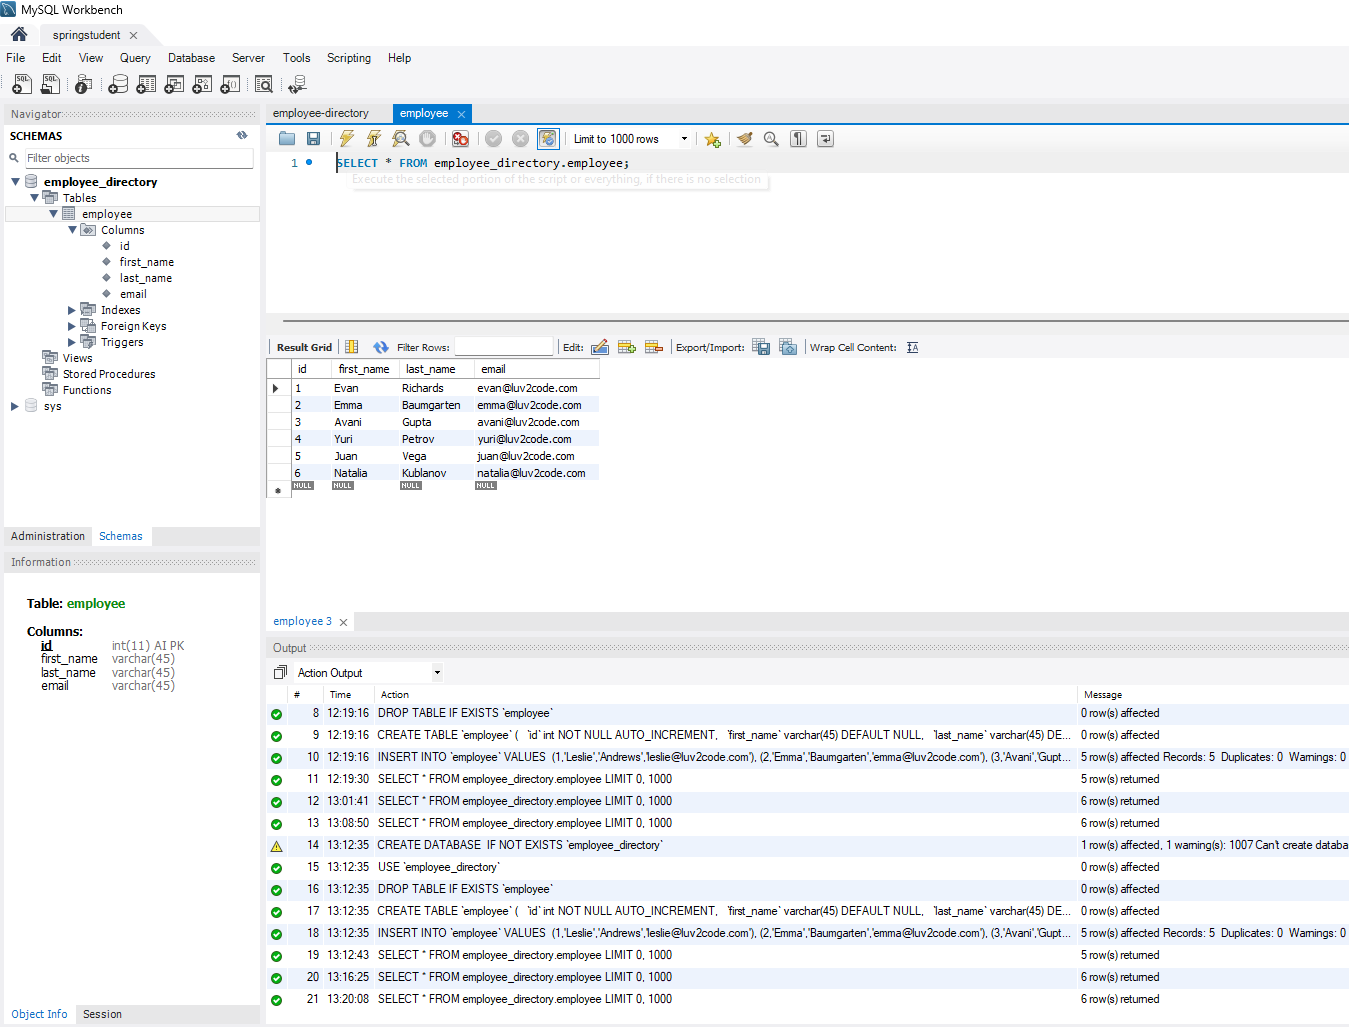 MySQL Workbench
springstudent
File Edit View Query Database Server Tools Scripting Help
Navigator
SCHEMAS
Filter objects
employee_directory
Tables
employee
Columns
id
first_name
last_name
email
Indexes
Foreign Keys
Triggers
Views
Stored Procedures
Functions
sys
Administration Schemas
Information
Table: employee
Columns:
id int(11) AI PK
first_name varchar(45)
last_name varchar(45)
email varchar(45)
Object Info Session
employee-directory employee
Limit to 1000 rows
1 SELECT * FROM employee_directory.employee;
Execute the selected portion of the script or everything, if there is no selection
Result Grid Filter Rows: Edit: Export/Import: Wrap Cell Content:
id first_name last_name email
1 Evan Richards evan@luv2code.com
2 Emma Baumgarten emma@luv2code.com
3 Avani Gupta avani@luv2code.com
4 Yuri Petrov yuri@luv2code.com
5 Juan Vega juan@luv2code.com
6 Natalia Kublanov natalia@luv2code.com
NULL NULL NULL NULL
employee 3
Output
Action Output
# Time Action Message
8 12:19:16 DROP TABLE IF EXISTS `employee` 0 row(s) affected
9 12:19:16 CREATE TABLE `employee` ( `id` int NOT NULL AUTO_INCREMENT, `first_name` varchar(45) DEFAULT NULL, `last_name` varchar(45) DE... 0 row(s) affected
10 12:19:16 INSERT INTO `employee` VALUES (1,'Leslie','Andrews','leslie@luv2code.com'), (2,'Emma','Baumgarten','emma@luv2code.com'), (3,'Avani','Gupt... 5 row(s) affected Records: 5 Duplicates: 0 Warnings: 0
11 12:19:30 SELECT * FROM employee_directory.employee LIMIT 0, 1000 5 row(s) returned
12 13:01:41 SELECT * FROM employee_directory.employee LIMIT 0, 1000 6 row(s) returned
13 13:08:50 SELECT * FROM employee_directory.employee LIMIT 0, 1000 6 row(s) returned
14 13:12:35 CREATE DATABASE IF NOT EXISTS `employee_directory` 1 row(s) affected, 1 warning(s): 1007 Can't create databa
15 13:12:35 USE `employee_directory` 0 row(s) affected
16 13:12:35 DROP TABLE IF EXISTS `employee` 0 row(s) affected
17 13:12:35 CREATE TABLE `employee` ( `id` int NOT NULL AUTO_INCREMENT, `first_name` varchar(45) DEFAULT NULL, `last_name` varchar(45) DE... 0 row(s) affected
18 13:12:35 INSERT INTO `employee` VALUES (1,'Leslie','Andrews','leslie@luv2code.com'), (2,'Emma','Baumgarten','emma@luv2code.com'), (3,'Avani','Gupt... 5 row(s) affected Records: 5 Duplicates: 0 Warnings: 0
19 13:12:43 SELECT * FROM employee_directory.employee LIMIT 0, 1000 5 row(s) returned
20 13:16:25 SELECT * FROM employee_directory.employee LIMIT 0, 1000 6 row(s) returned
21 13:20:08 SELECT * FROM employee_directory.employee LIMIT 0, 1000 6 row(s) returned